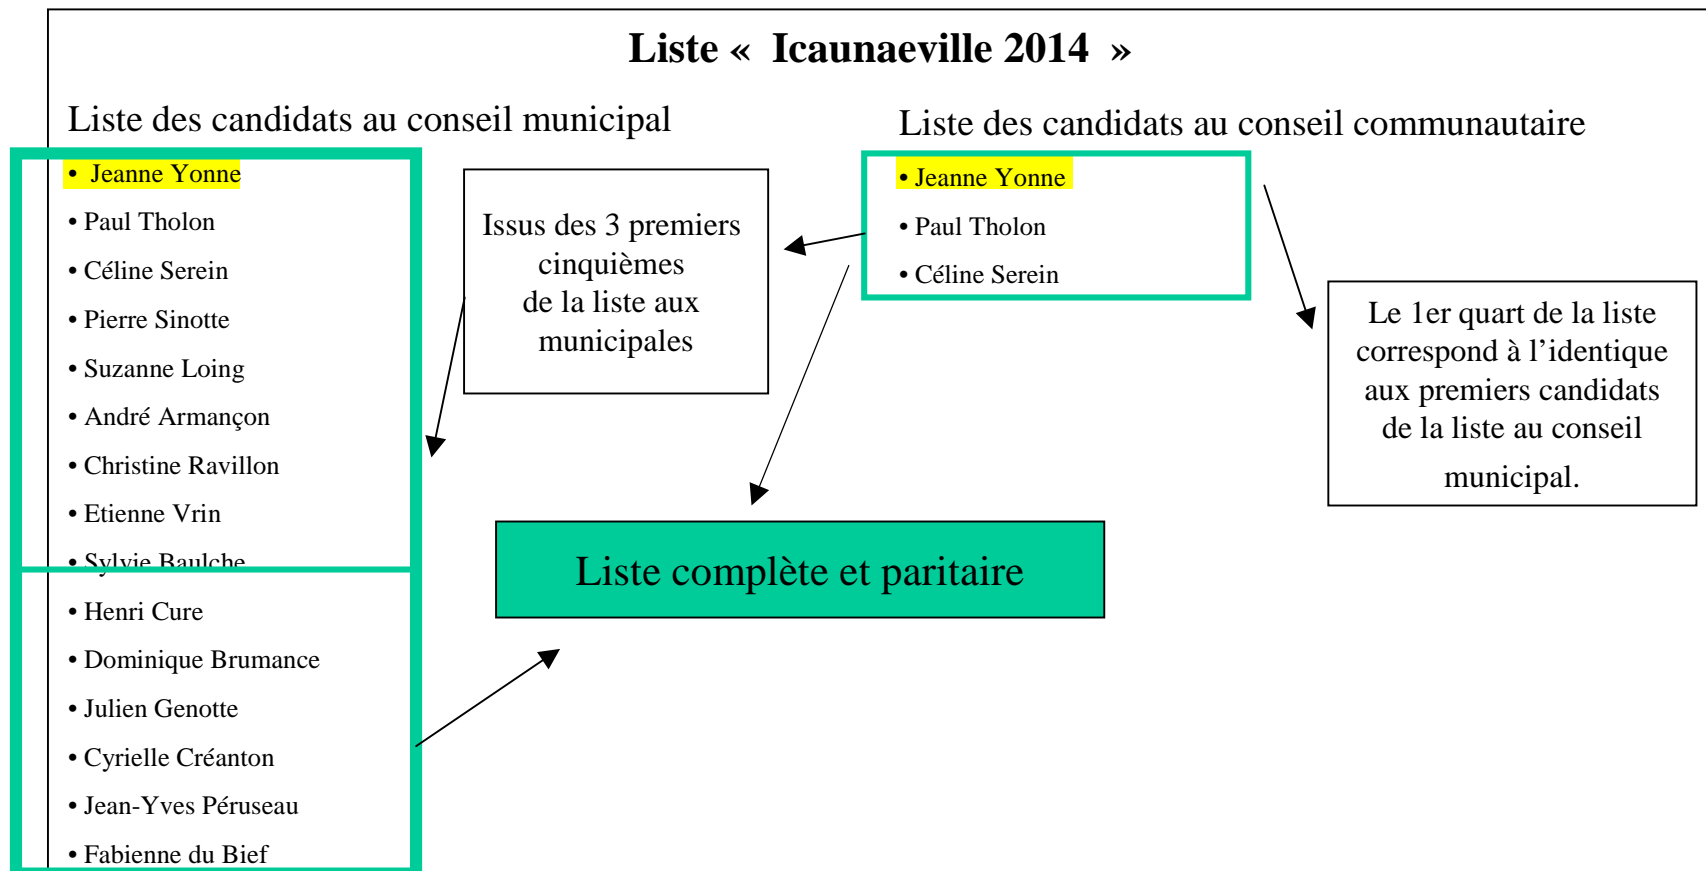 Liste « Icaunaeville 2014 »
Liste des candidats au conseil municipal
• Jeanne Yonne
• Paul Tholon
• Céline Serein
• Pierre Sinotte
• Suzanne Loing
• André Armançon
• Christine Ravillon
• Etienne Vrin
• Sylvie Baulche
• Henri Cure
• Dominique Brumance
• Julien Genotte
• Cyrielle Créanton
• Jean-Yves Péruseau
• Fabienne du Bief
Issus des 3 premiers
cinquièmes
de la liste aux
municipales
Liste des candidats au conseil communautaire
• Jeanne Yonne
• Paul Tholon
• Céline Serein
Le 1er quart de la liste
correspond à l’identique
aux premiers candidats
de la liste au conseil
municipal.
Liste complète et paritaire